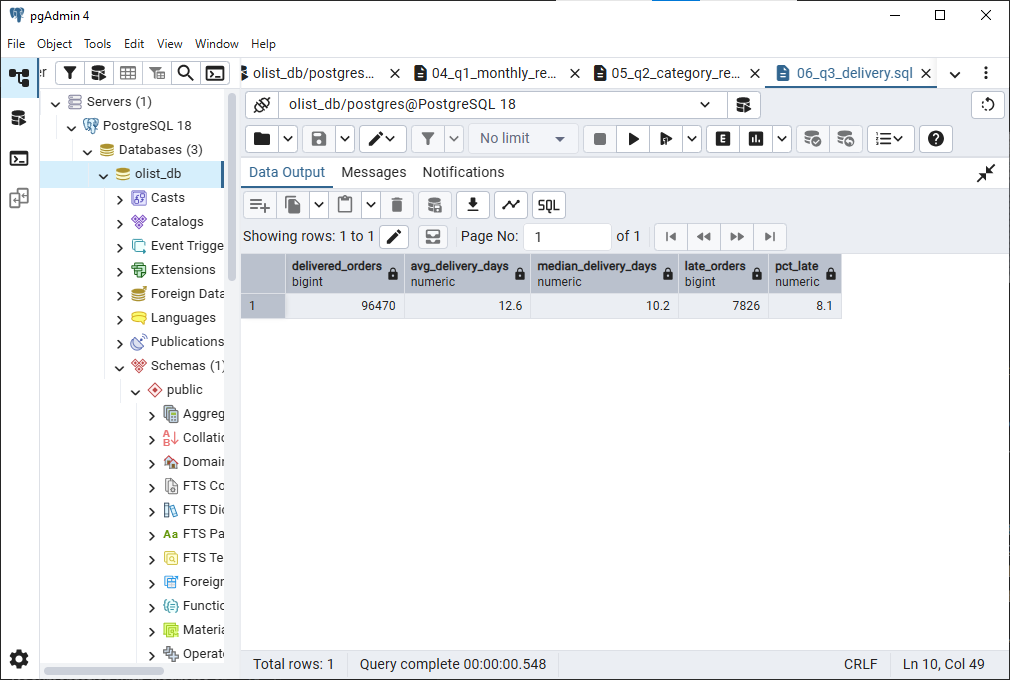 pgAdmin 4
File Object Tools Edit View Window Help
er
olist_db/postgres... 04_q1_monthly_re... 05_q2_category_re... 06_q3_delivery.sql
Servers (1)
PostgreSQL 18
Databases (3)
olist_db
Casts
Catalogs
Event Trigge
Extensions
Foreign Data
Languages
Publications
Schemas (1)
public
Aggreg
Collatio
Domain
FTS Co
FTS Dic
Aa FTS Pa
FTS Te
Foreign
Functio
Materia
Operato
olist_db/postgres@PostgreSQL 18
No limit
E
Data Output Messages Notifications
SQL
Showing rows: 1 to 1 Page No: 1 of 1
delivered_orders avg_delivery_days median_delivery_days late_orders pct_late
bigint numeric numeric bigint numeric
1 96470 12.6 10.2 7826 8.1
Total rows: 1 Query complete 00:00:00.548 CRLF Ln 10, Col 49